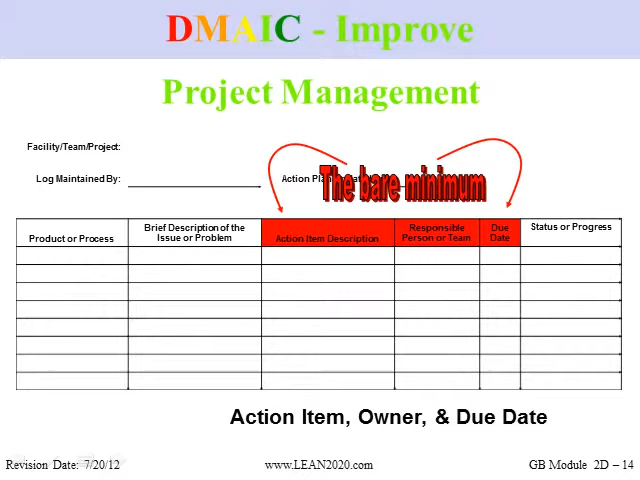 DMAIC - Improve
Project Management
Facility/Team/Project:
Log Maintained By:
Action Plan
The bare minimum
Product or Process
Brief Description of the
Issue or Problem
Action Item Description
Responsible
Person or Team
Due
Date
Status or Progress
Action Item, Owner, & Due Date
Revision Date: 7/20/12
www.LEAN2020.com
GB Module 2D – 14